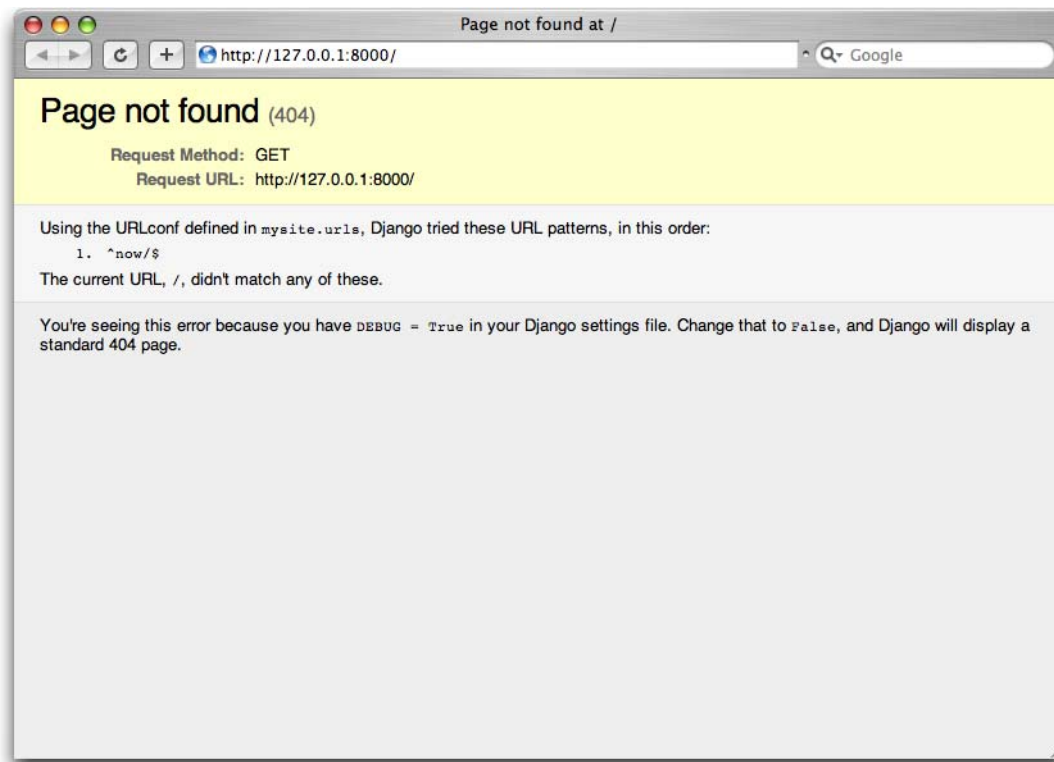 Page not found at /
http://127.0.0.1:8000/
Google
Page not found (404)
Request Method: GET
Request URL: http://127.0.0.1:8000/
Using the URLconf defined in mysite.urls, Django tried these URL patterns, in this order:
1. ^now/$
The current URL, /, didn't match any of these.
You're seeing this error because you have DEBUG = True in your Django settings file. Change that to False, and Django will display a
standard 404 page.